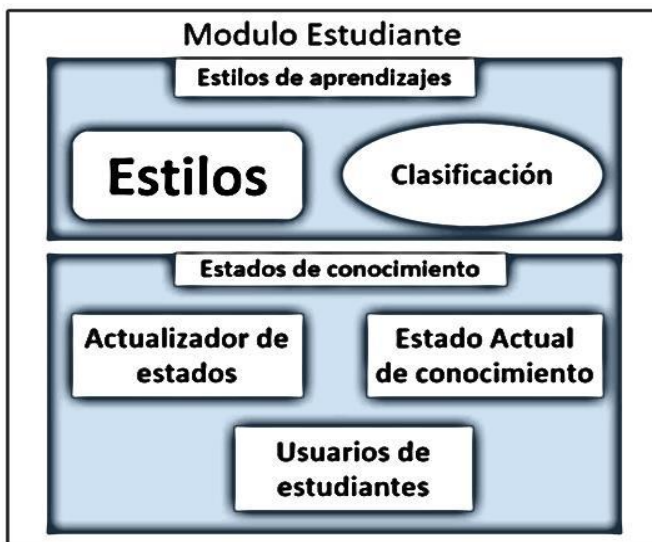 Modulo Estudiante
Estilos de aprendizajes
Estilos
Clasificación
Estados de conocimiento
Actualizador de
estados
Estado Actual
de conocimiento
Usuarios de
estudiantes